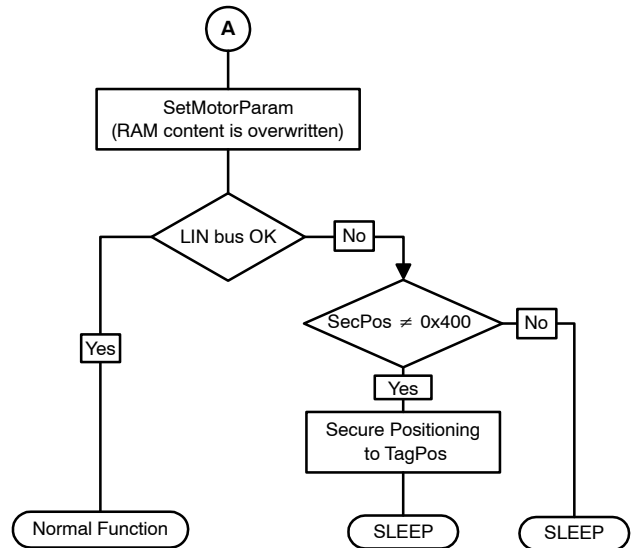 A
SetMotorParam
(RAM content is overwritten)
LIN bus OK
No
SecPos ≠ 0x400
No
Yes
Yes
Secure Positioning
to TagPos
Normal Function
SLEEP
SLEEP